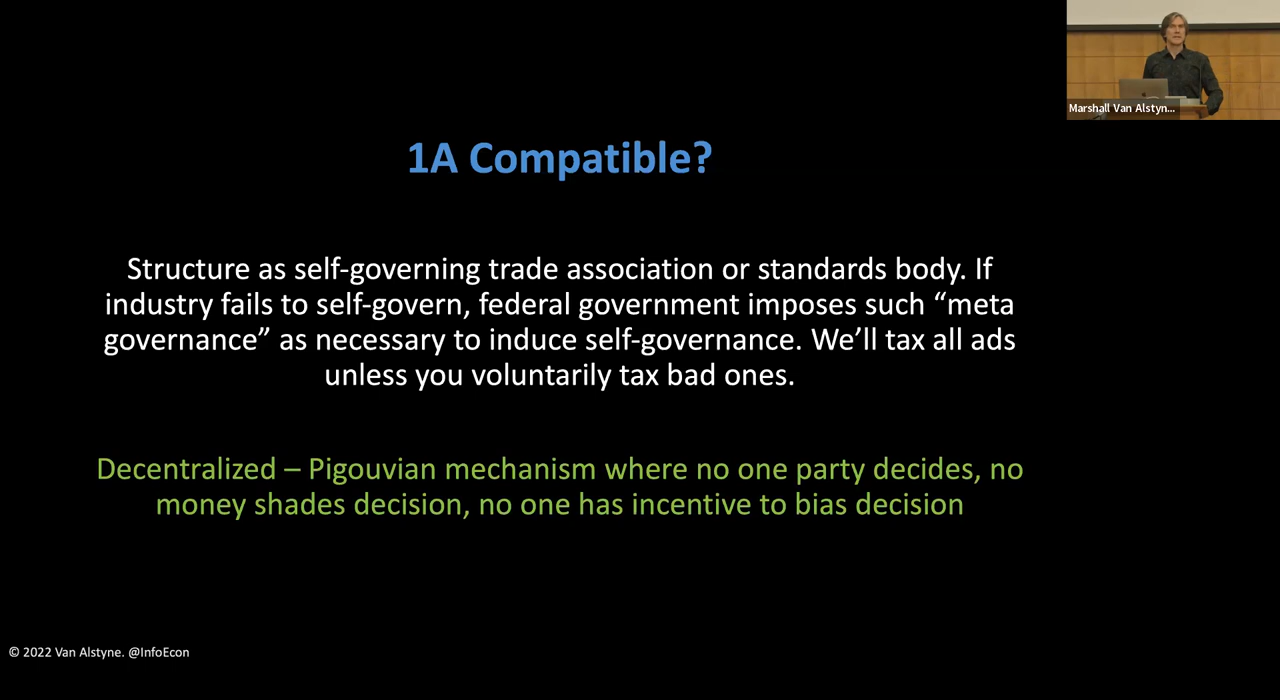 Marshall Van Alstyn...
1A Compatible?
Structure as self-governing trade association or standards body. If
industry fails to self-govern, federal government imposes such “meta
governance” as necessary to induce self-governance. We’ll tax all ads
unless you voluntarily tax bad ones.
Decentralized – Pigouvian mechanism where no one party decides, no
money shades decision, no one has incentive to bias decision
© 2022 Van Alstyne. @InfoEcon